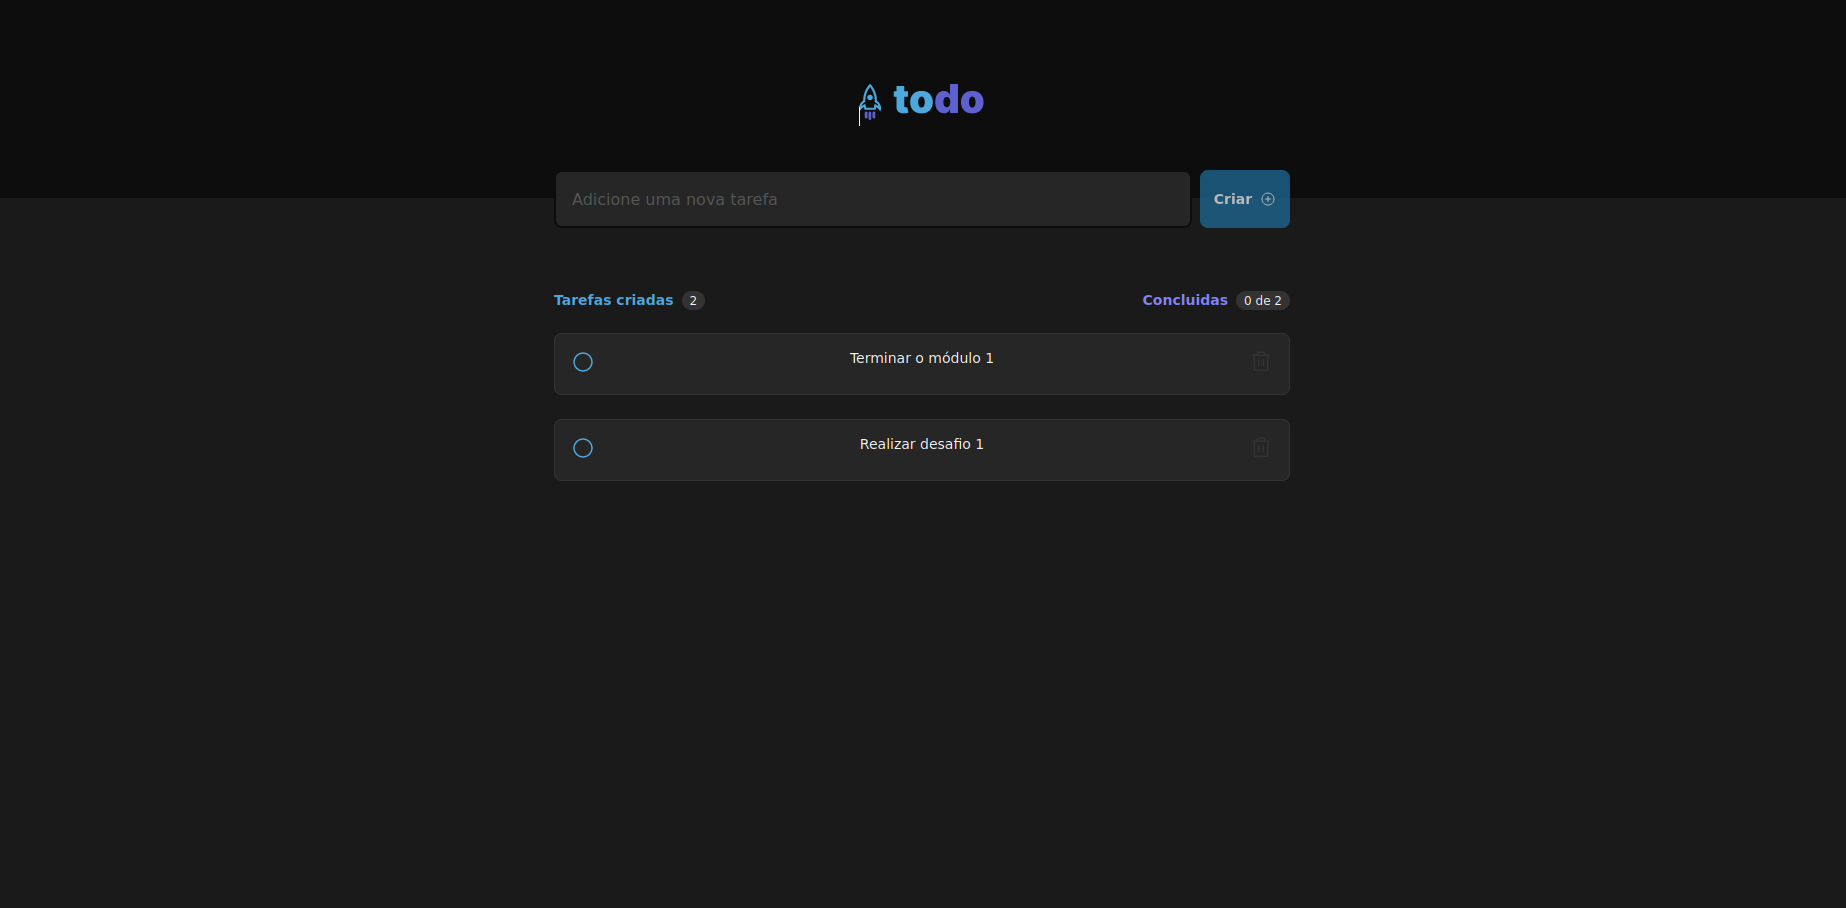 todo
Adicione uma nova tarefa
Criar
Tarefas criadas 2
Concluidas 0 de 2
Terminar o módulo 1
Realizar desafio 1